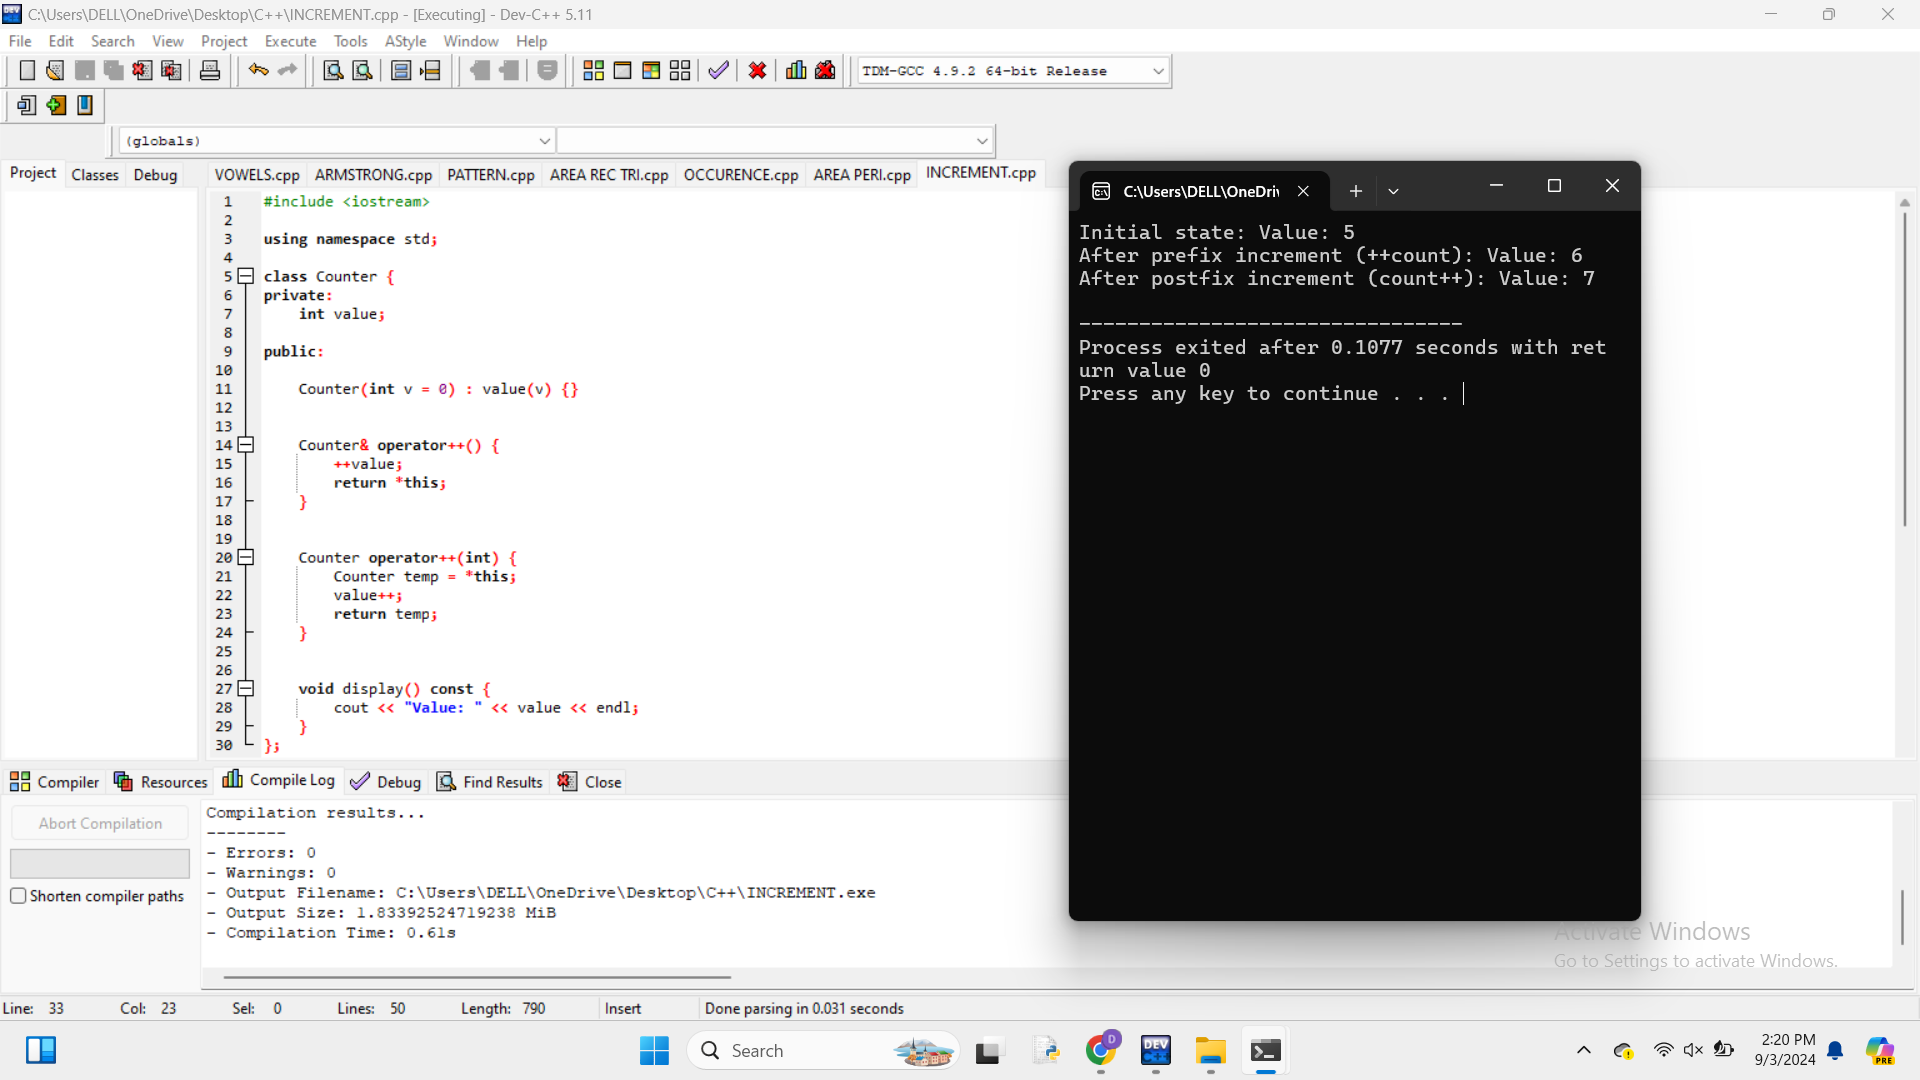 C:\Users\DELL\OneDrive\Desktop\C++\INCREMENT.cpp - [Executing] - Dev-C++ 5.11
File Edit Search View Project Execute Tools AStyle Window Help
TDM-GCC 4.9.2 64-bit Release
(globals)
Project Classes Debug
VOWELS.cpp ARMSTRONG.cpp PATTERN.cpp AREA REC TRI.cpp OCCURENCE.cpp AREA PERI.cpp INCREMENT.cpp
1 #include <iostream>
2
3 using namespace std;
4
5 class Counter {
6 private:
7 int value;
8
9 public:
10
11 Counter(int v = 0) : value(v) {}
12
13
14 Counter& operator++() {
15 ++value;
16 return *this;
17 }
18
19
20 Counter operator++(int) {
21 Counter temp = *this;
22 value++;
23 return temp;
24 }
25
26
27 void display() const {
28 cout << "Value: " << value << endl;
29 }
30 };
C:\Users\DELL\OneDri
Initial state: Value: 5
After prefix increment (++count): Value: 6
After postfix increment (count++): Value: 7
--------------------------------
Process exited after 0.1077 seconds with ret
urn value 0
Press any key to continue . . .
Compiler Resources Compile Log Debug Find Results Close
Abort Compilation
Shorten compiler paths
Compilation results...
--------
- Errors: 0
- Warnings: 0
- Output Filename: C:\Users\DELL\OneDrive\Desktop\C++\INCREMENT.exe
- Output Size: 1.83392524719238 MiB
- Compilation Time: 0.61s
Activate Windows
Go to Settings to activate Windows.
Line: 33 Col: 23 Sel: 0 Lines: 50 Length: 790 Insert Done parsing in 0.031 seconds
Search
D
DEV
2:20 PM
9/3/2024
PRE